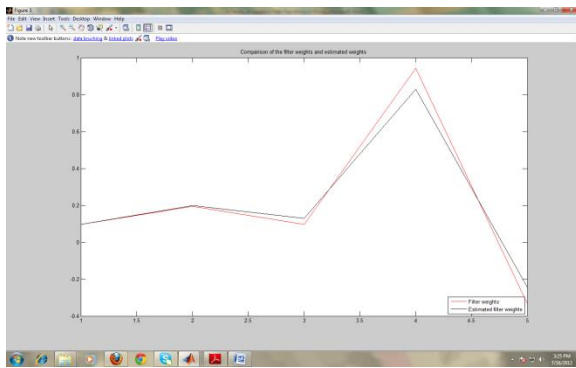 Figure 1
File Edit View Insert Tools Desktop Window Help
Note new toolbar buttons: data brushing & linked plots Play video
Comparison of the filter weights and estimated weights
1
0.8
0.6
0.4
0.2
0
-0.2
-0.4
1 1.5 2 2.5 3 3.5 4 4.5 5
Filter weights
Estimated filter weights
3:25 PM